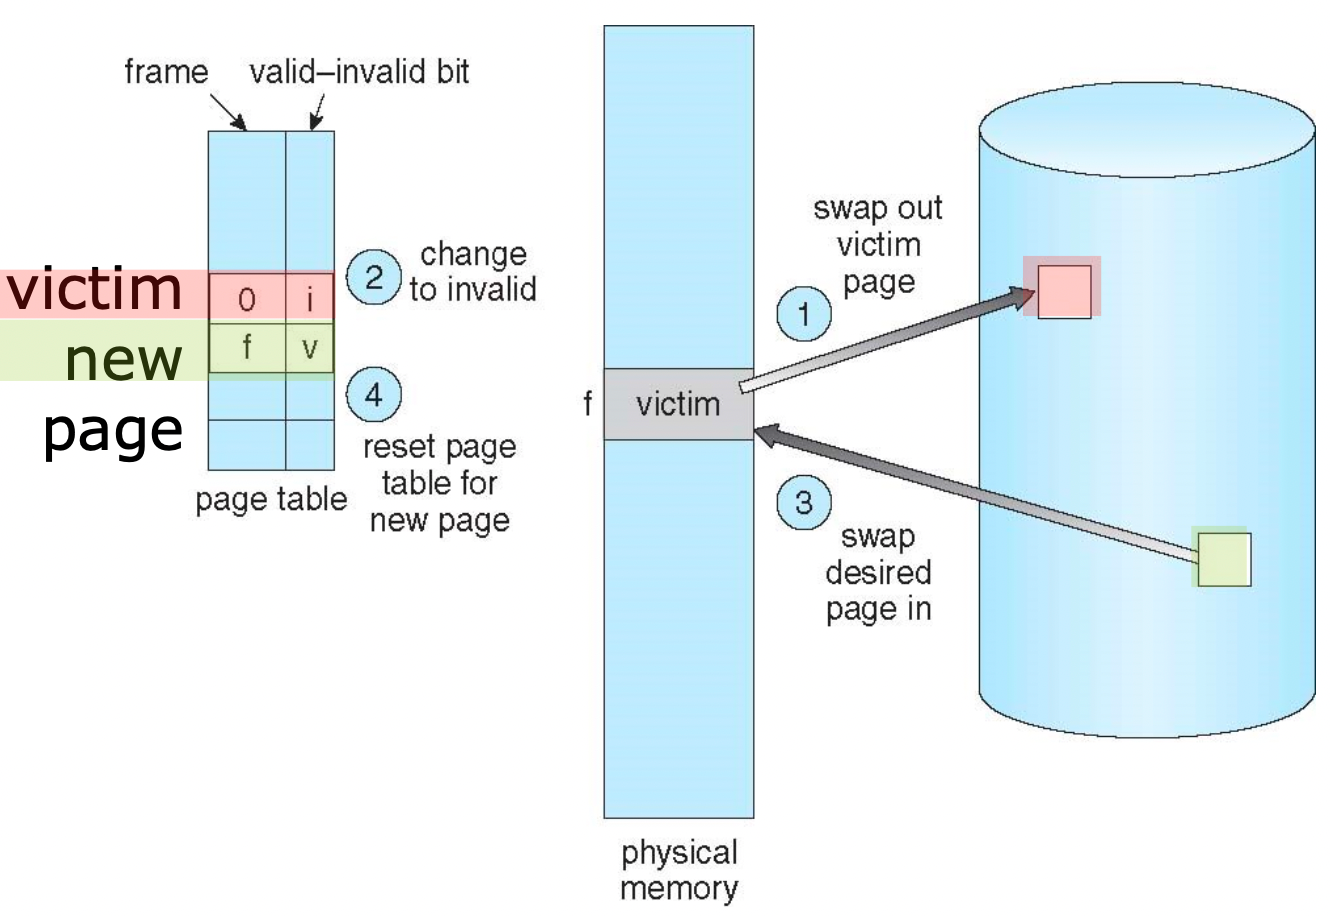 frame
valid–invalid bit
victim
new
page
0 i
f v
2
change
to invalid
4
reset page
table for
new page
page table
f
victim
physical
memory
swap out
victim
page
1
3
swap
desired
page in